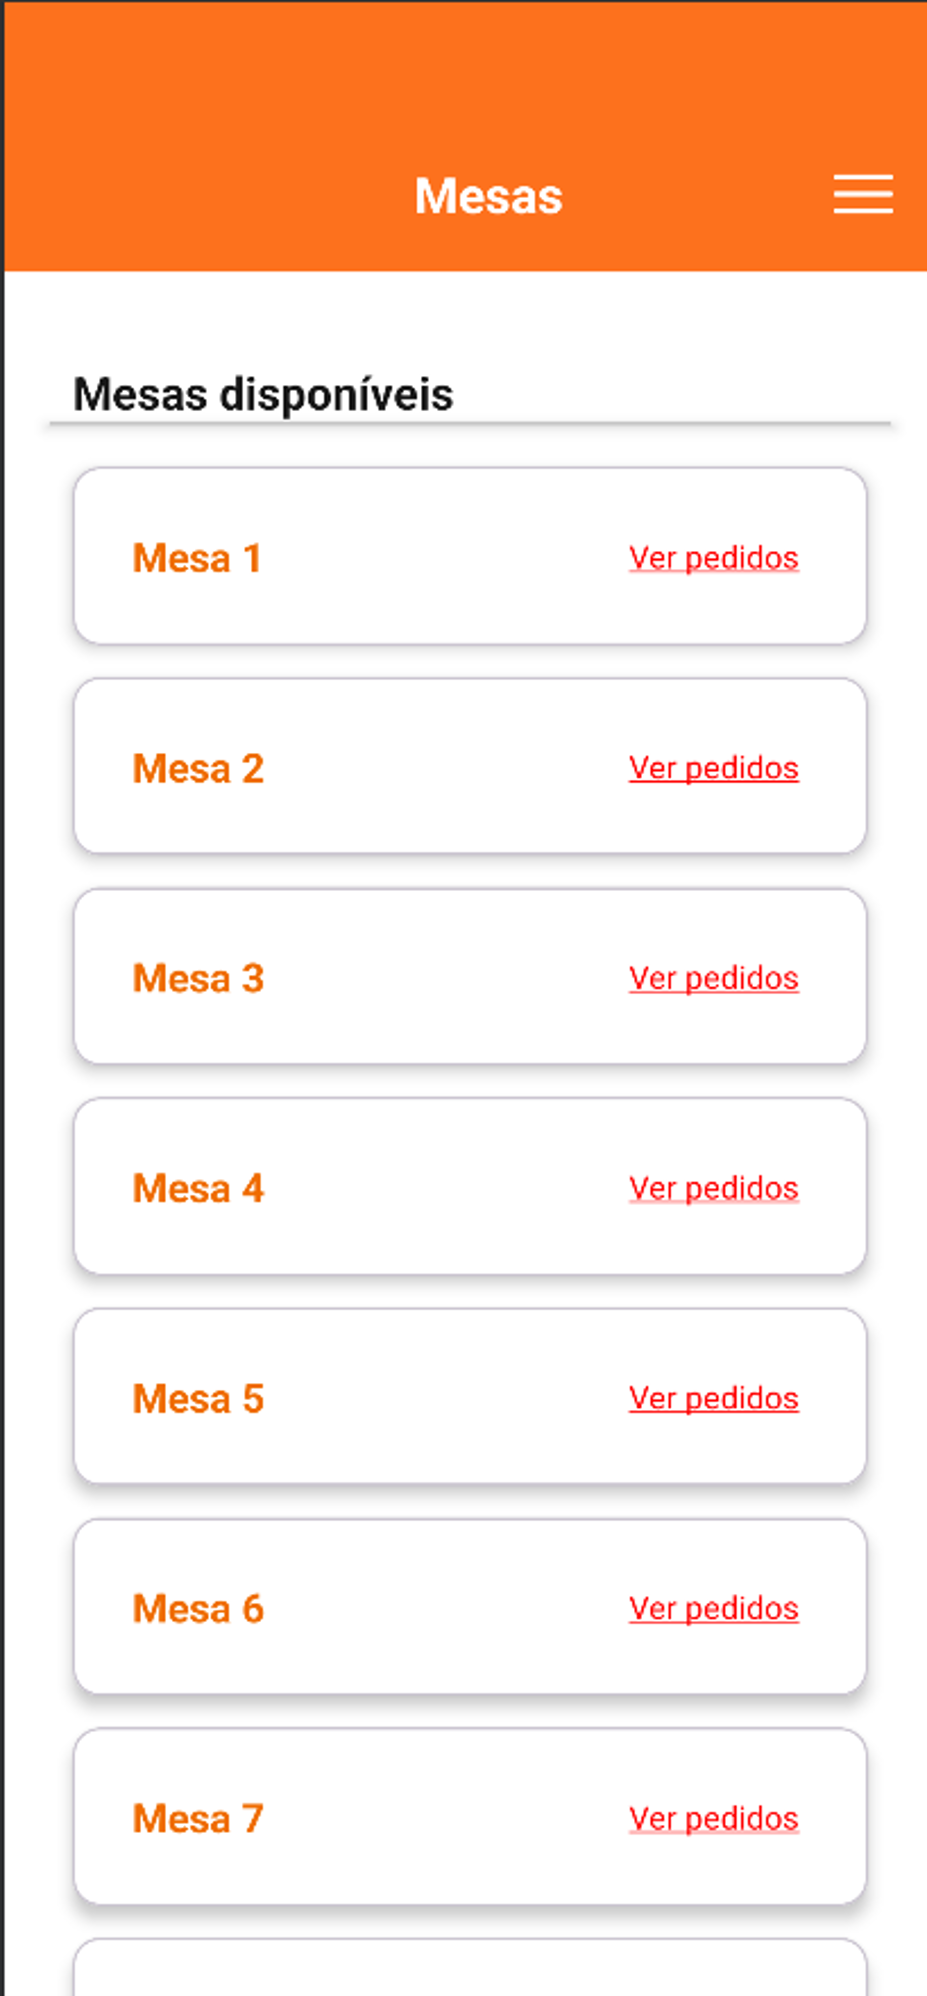 Mesas
Mesas disponíveis
Mesa 1 Ver pedidos
Mesa 2 Ver pedidos
Mesa 3 Ver pedidos
Mesa 4 Ver pedidos
Mesa 5 Ver pedidos
Mesa 6 Ver pedidos
Mesa 7 Ver pedidos